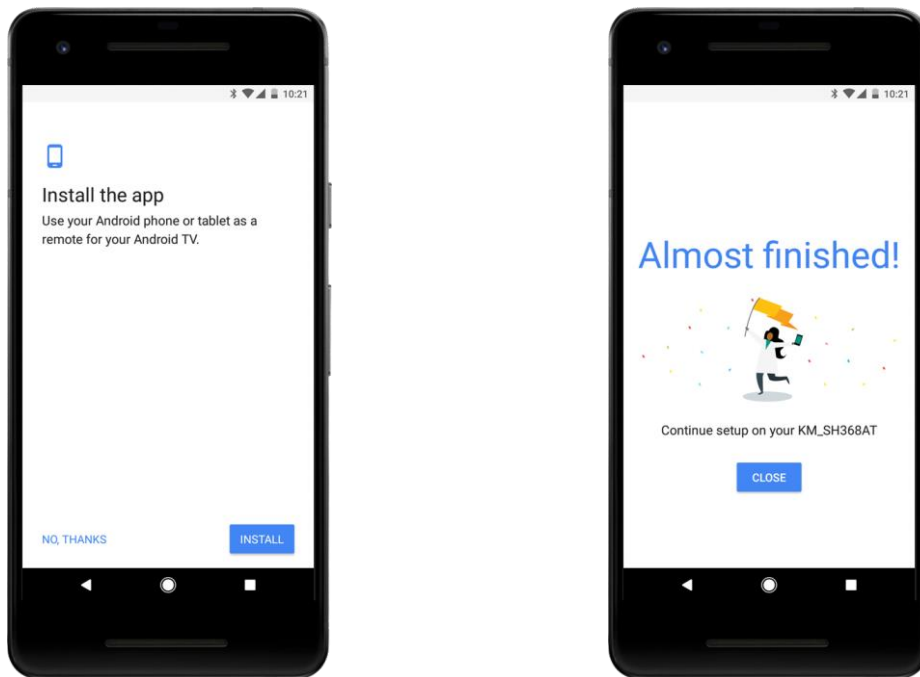 10:21
Install the app
Use your Android phone or tablet as a
remote for your Android TV.
NO, THANKS
INSTALL
10:21
Almost finished!
Continue setup on your KM_SH368AT
CLOSE